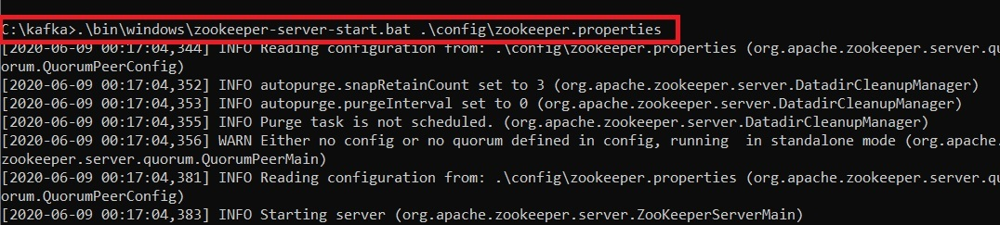 C:\kafka>.\bin\windows\zookeeper-server-start.bat .\config\zookeeper.properties
[2020-06-09 00:17:04,344] INFO Reading configuration from: .\config\zookeeper.properties (org.apache.zookeeper.server.qu
orum.QuorumPeerConfig)
[2020-06-09 00:17:04,352] INFO autopurge.snapRetainCount set to 3 (org.apache.zookeeper.server.DatadirCleanupManager)
[2020-06-09 00:17:04,353] INFO autopurge.purgeInterval set to 0 (org.apache.zookeeper.server.DatadirCleanupManager)
[2020-06-09 00:17:04,355] INFO Purge task is not scheduled. (org.apache.zookeeper.server.DatadirCleanupManager)
[2020-06-09 00:17:04,356] WARN Either no config or no quorum defined in config, running  in standalone mode (org.apache.
zookeeper.server.quorum.QuorumPeerMain)
[2020-06-09 00:17:04,381] INFO Reading configuration from: .\config\zookeeper.properties (org.apache.zookeeper.server.qu
orum.QuorumPeerConfig)
[2020-06-09 00:17:04,383] INFO Starting server (org.apache.zookeeper.server.ZooKeeperServerMain)